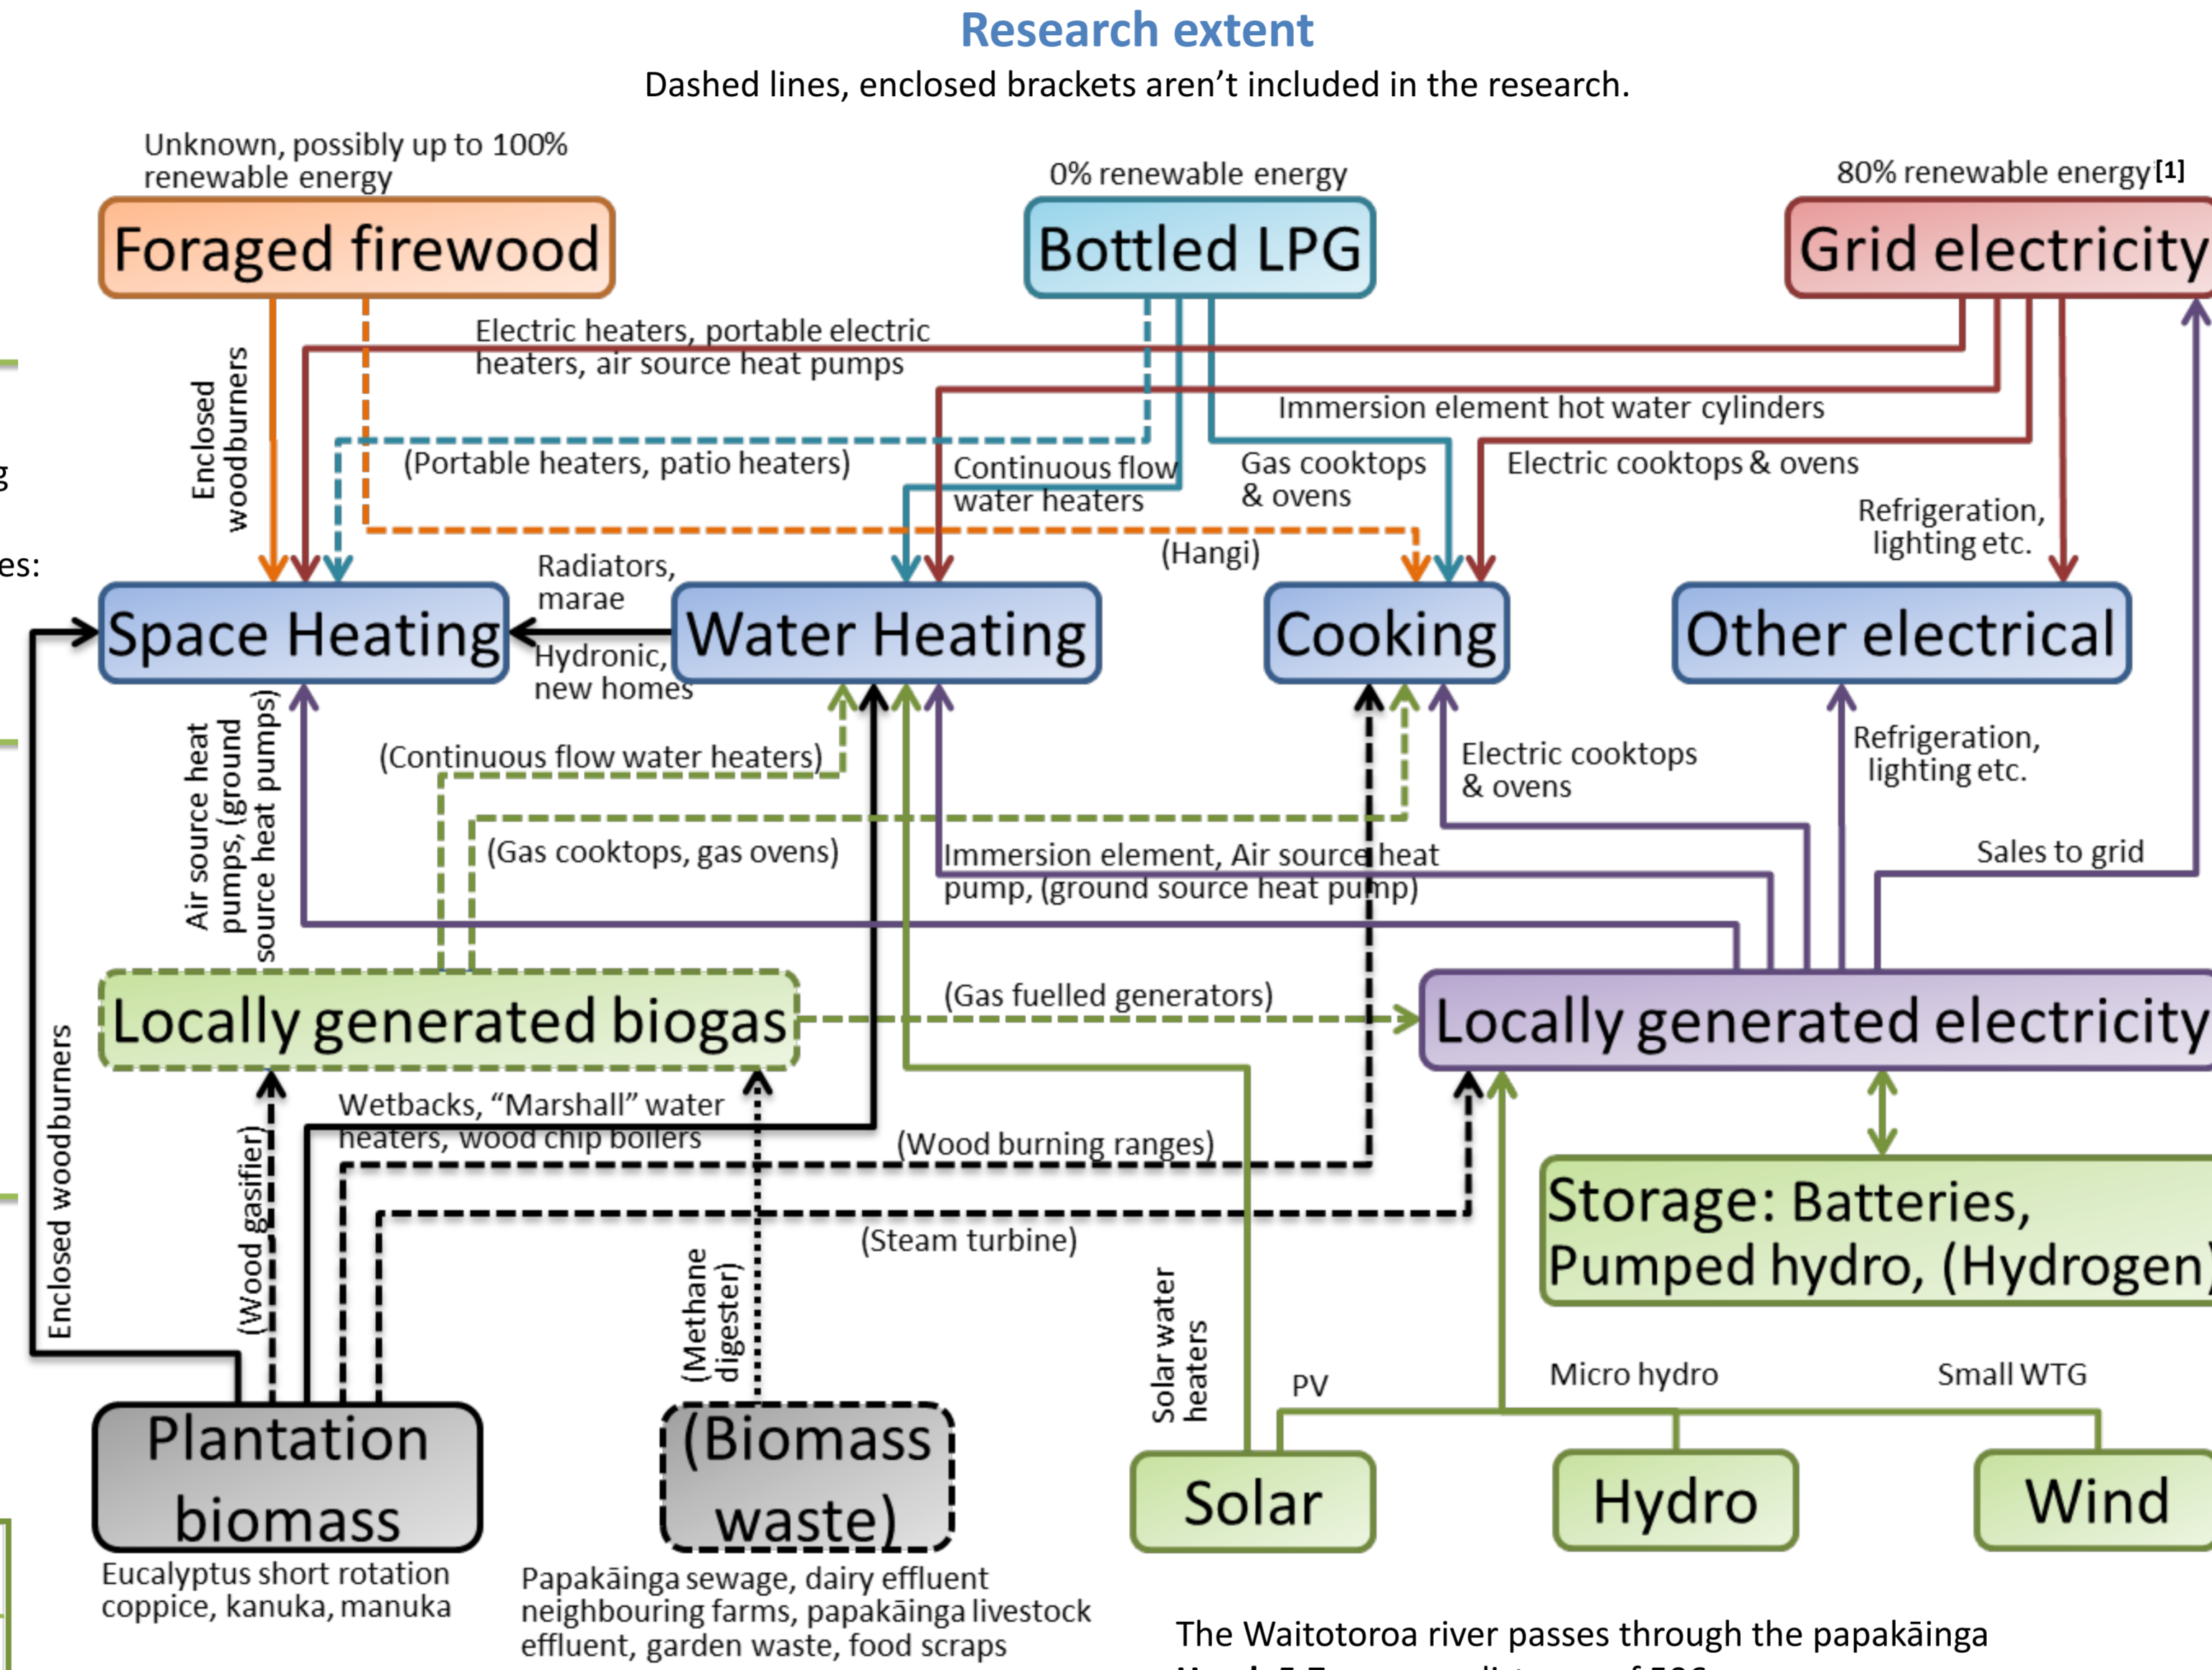 Research extent
Dashed lines, enclosed brackets aren’t included in the research.
Unknown, possibly up to 100%
renewable energy
0% renewable energy
80% renewable energy [1]
Foraged firewood
Bottled LPG
Grid electricity
Electric heaters, portable electric
heaters, air source heat pumps
Enclosed
woodburners
Immersion element hot water cylinders
(Portable heaters, patio heaters)
Continuous flow
water heaters
Gas cooktops
& ovens
Electric cooktops & ovens
Refrigeration,
lighting etc.
(Hangi)
g
es:
Radiators,
marae
Space Heating
Water Heating
Cooking
Other electrical
Hydronic,
new homes
Air source heat
pumps, (ground
source heat pumps)
(Continuous flow water heaters)
Electric cooktops
& ovens
Refrigeration,
lighting etc.
(Gas cooktops, gas ovens)
Immersion element, Air source heat
pump, (ground source heat pump)
Sales to grid
Locally generated biogas
(Gas fuelled generators)
Locally generated electricity
Enclosed woodburners
Wetbacks, “Marshall” water
heaters, wood chip boilers
(Wood burning ranges)
(Wood gasifier)
(Steam turbine)
(Methane
digester)
Solar water
heaters
Storage: Batteries,
Pumped hydro, (Hydrogen)
PV
Micro hydro
Small WTG
Plantation
biomass
(Biomass
waste)
Solar
Hydro
Wind
Eucalyptus short rotation
coppice, kanuka, manuka
Papakāinga sewage, dairy effluent
neighbouring farms, papakāinga livestock
effluent, garden waste, food scraps
The Waitotoroa river passes through the papakāinga